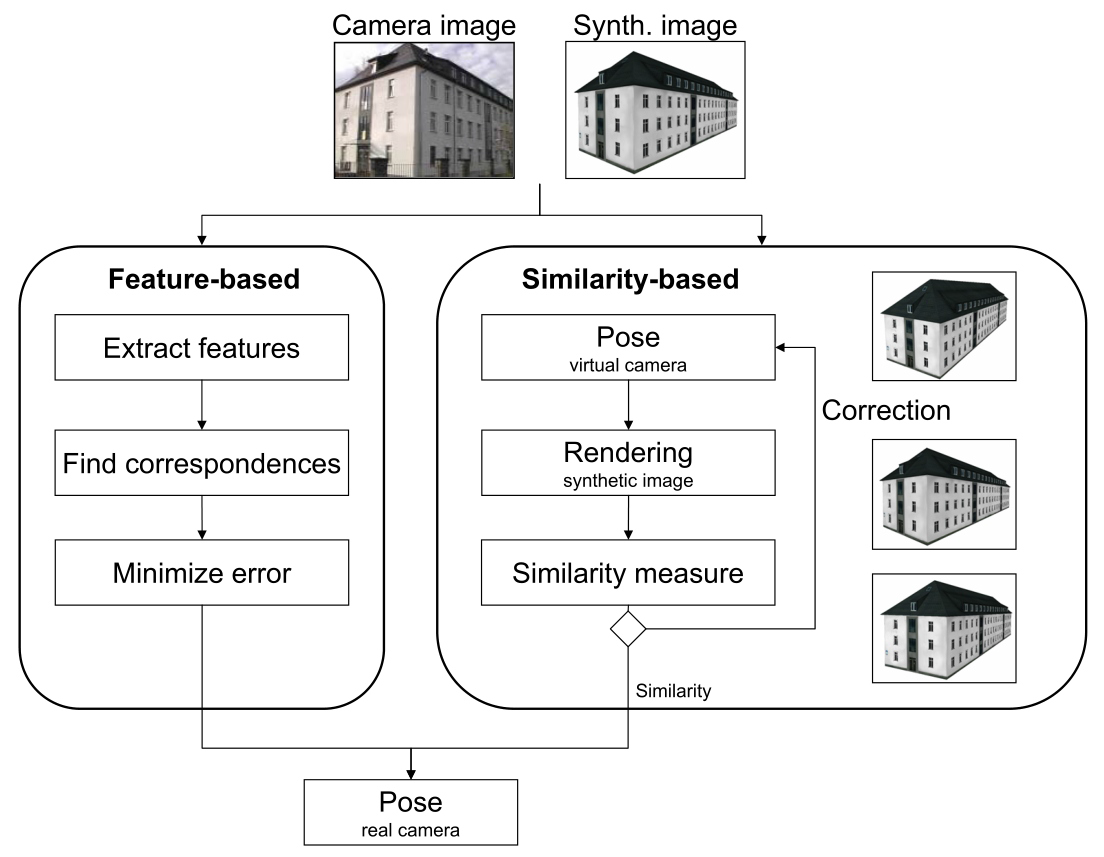 Camera image
Synth. image
Feature-based
Extract features
Find correspondences
Minimize error
Similarity-based
Pose
virtual camera
Rendering
synthetic image
Similarity measure
Correction
Similarity
Pose
real camera